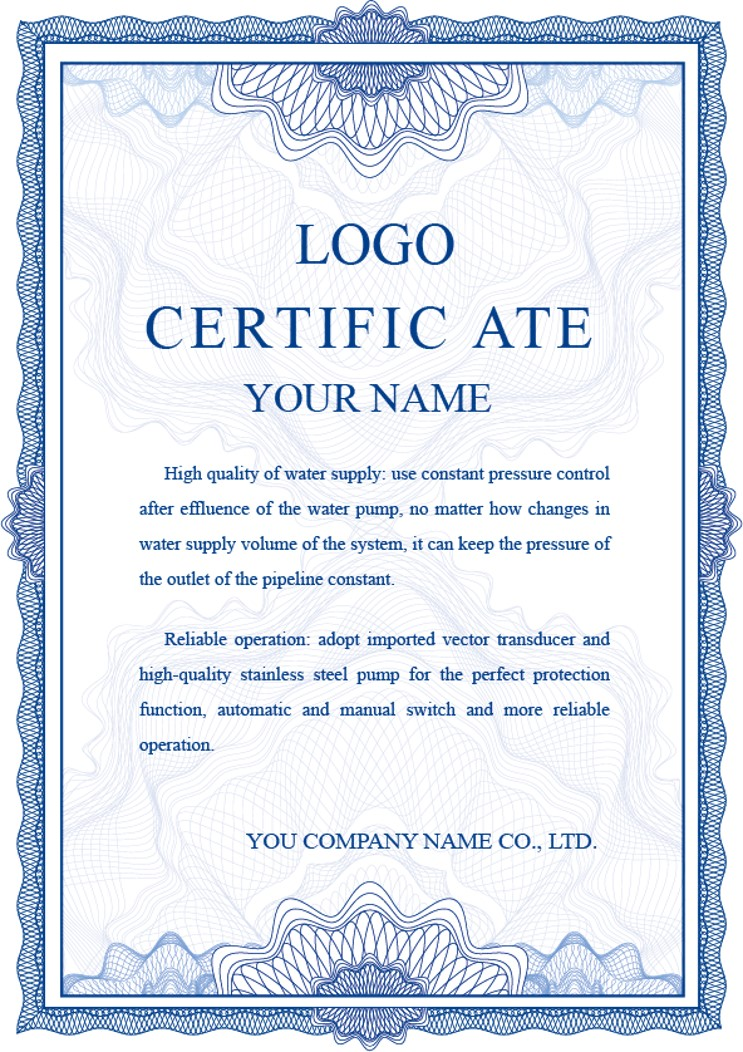 LOGO
CERTIFIC ATE
YOUR NAME
High quality of water supply: use constant pressure control
after effluence of the water pump, no matter how changes in
water supply volume of the system, it can keep the pressure of
the outlet of the pipeline constant.
Reliable operation: adopt imported vector transducer and
high-quality stainless steel pump for the perfect protection
function, automatic and manual switch and more reliable
operation.
YOU COMPANY NAME CO., LTD.